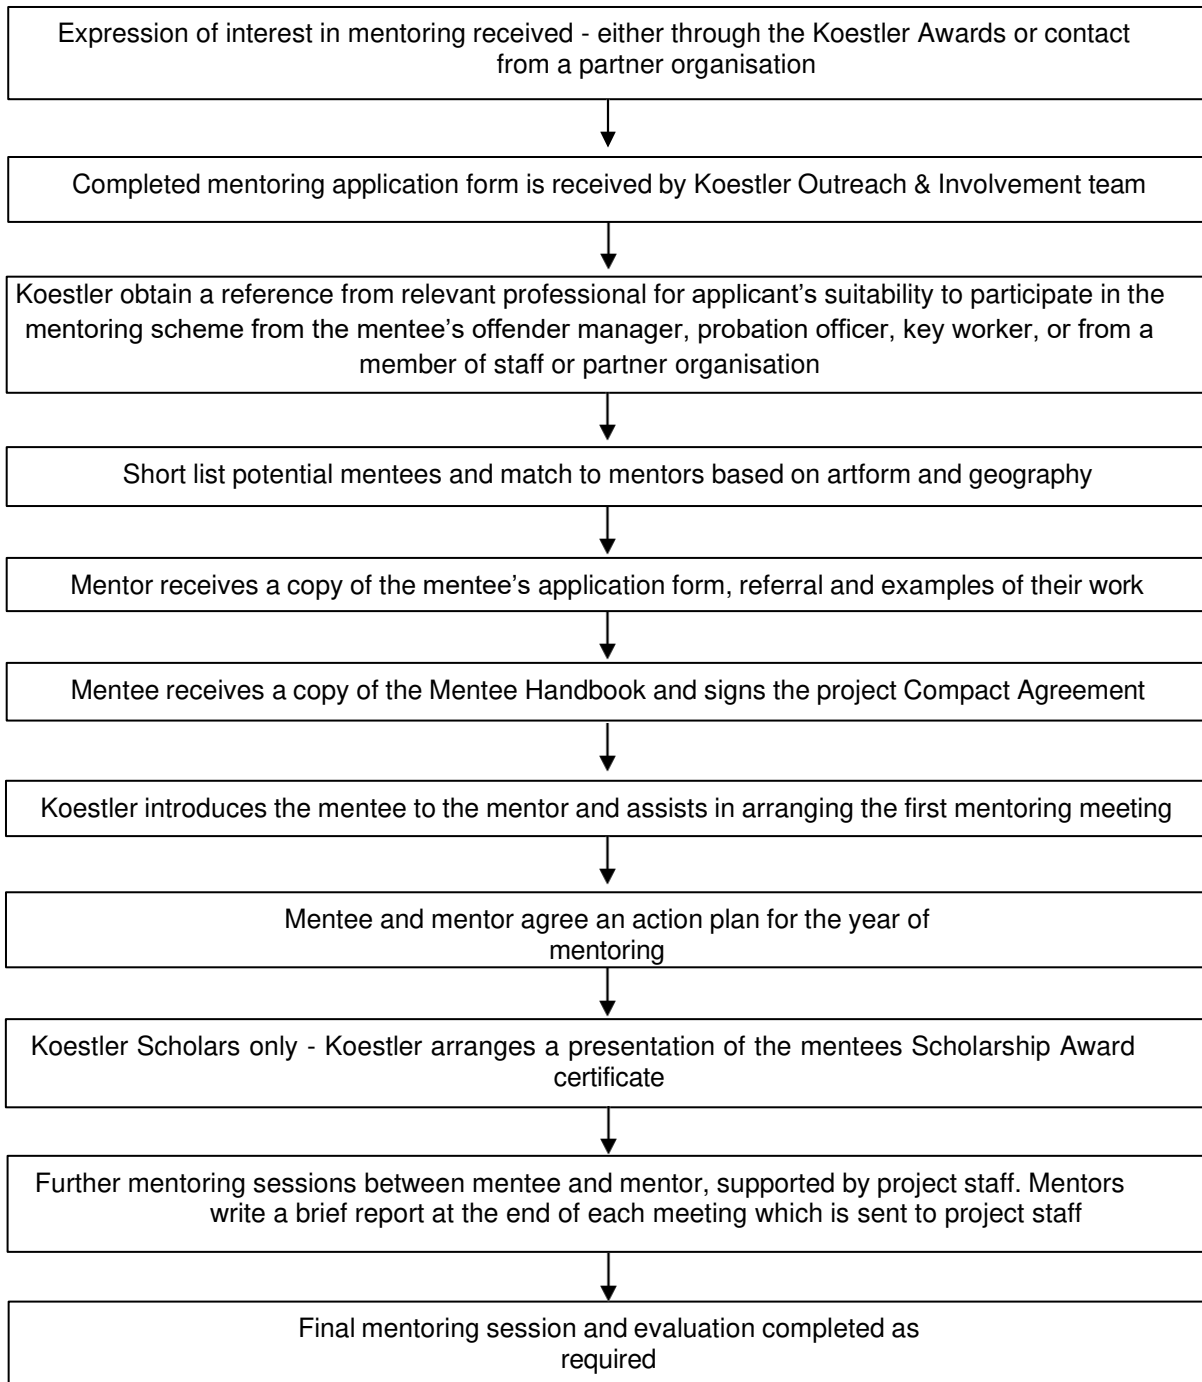 Expression of interest in mentoring received - either through the Koestler Awards or contact
from a partner organisation
Completed mentoring application form is received by Koestler Outreach & Involvement team
Koestler obtain a reference from relevant professional for applicant’s suitability to participate in the
mentoring scheme from the mentee’s offender manager, probation officer, key worker, or from a
member of staff or partner organisation
Short list potential mentees and match to mentors based on artform and geography
Mentor receives a copy of the mentee’s application form, referral and examples of their work
Mentee receives a copy of the Mentee Handbook and signs the project Compact Agreement
Koestler introduces the mentee to the mentor and assists in arranging the first mentoring meeting
Mentee and mentor agree an action plan for the year of
mentoring
Koestler Scholars only - Koestler arranges a presentation of the mentees Scholarship Award
certificate
Further mentoring sessions between mentee and mentor, supported by project staff. Mentors
write a brief report at the end of each meeting which is sent to project staff
Final mentoring session and evaluation completed as
required